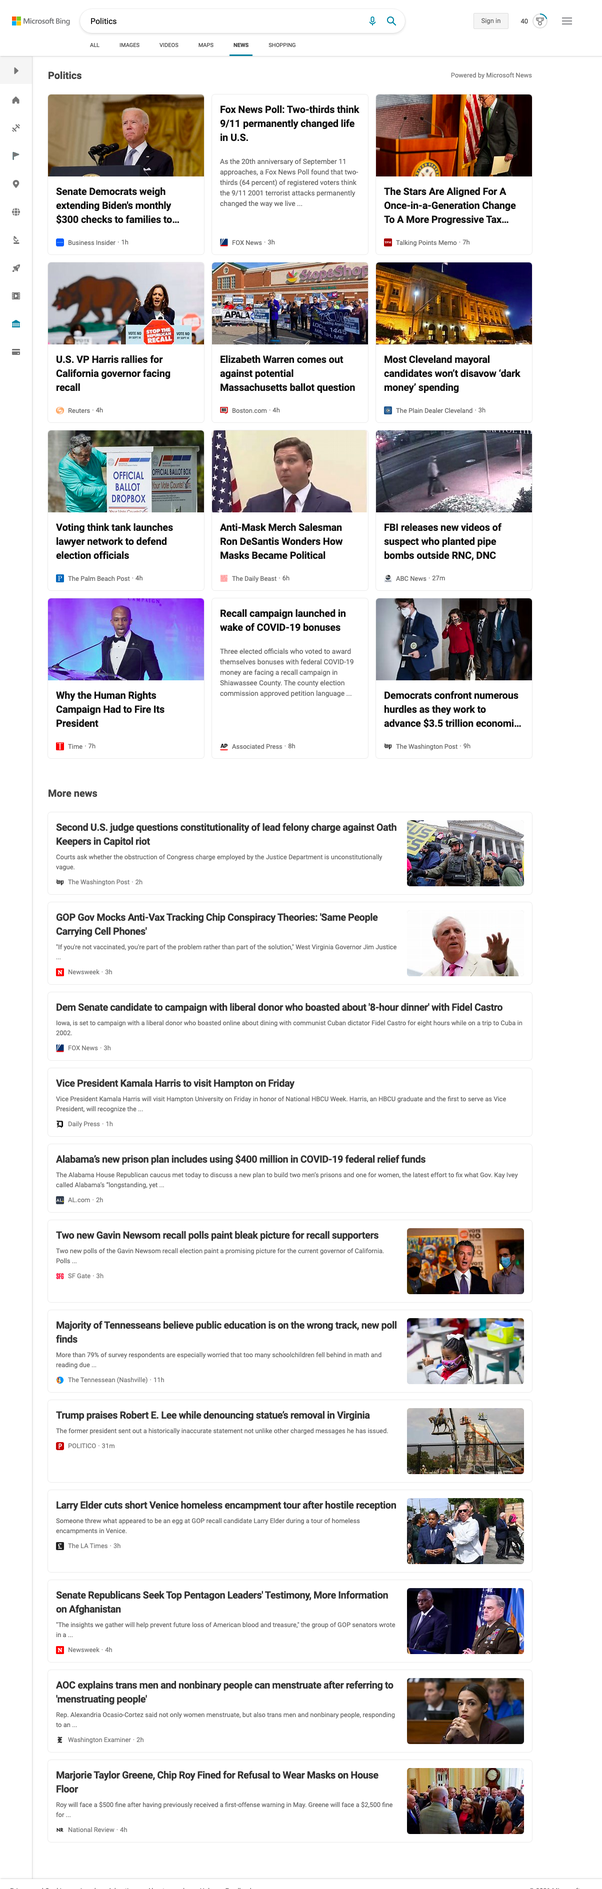 Microsoft Bing
Politics
Sign in
40
ALL
IMAGES
VIDEOS
MAPS
NEWS
SHOPPING
Politics
Powered by Microsoft News
Senate Democrats weigh
extending Biden's monthly
$300 checks to families to...
Business Insider · 1h
Fox News Poll: Two-thirds think
9/11 permanently changed life
in U.S.
As the 20th anniversary of September 11
approaches, a Fox News Poll found that two-
thirds (64 percent) of registered voters think
the 9/11 2001 terrorist attacks permanently
changed the way we live ...
FOX News · 3h
The Stars Are Aligned For A
Once-in-a-Generation Change
To A More Progressive Tax...
Talking Points Memo · 7h
STOP THE
REPUBLICAN
RECALL
U.S. VP Harris rallies for
California governor facing
recall
Reuters · 4h
Stop&Shop
APALA
Elizabeth Warren comes out
against potential
Massachusetts ballot question
Boston.com · 4h
Most Cleveland mayoral
candidates won't disavow 'dark
money' spending
The Plain Dealer Cleveland · 3h
OFFICIAL
BALLOT
DROPBOX
Voting think tank launches
lawyer network to defend
election officials
The Palm Beach Post · 4h
Anti-Mask Merch Salesman
Ron DeSantis Wonders How
Masks Became Political
The Daily Beast · 6h
FBI releases new videos of
suspect who planted pipe
bombs outside RNC, DNC
ABC News · 27m
Why the Human Rights
Campaign Had to Fire Its
President
Time · 7h
Recall campaign launched in
wake of COVID-19 bonuses
Three elected officials who voted to award
themselves bonuses with federal COVID-19
money are facing a recall campaign in
Shiawassee County. The county election
commission approved petition language ...
AP Associated Press · 8h
Democrats confront numerous
hurdles as they work to
advance $3.5 trillion economi...
wp The Washington Post · 9h
More news
Second U.S. judge questions constitutionality of lead felony charge against Oath
Keepers in Capitol riot
Courts ask whether the obstruction of Congress charge employed by the Justice Department is unconstitutionally
vague.
wp The Washington Post · 2h
GOP Gov Mocks Anti-Vax Tracking Chip Conspiracy Theories: 'Same People
Carrying Cell Phones'
"If you're not vaccinated, you're part of the problem rather than part of the solution," West Virginia Governor Jim Justice
...
N Newsweek · 3h
Dem Senate candidate to campaign with liberal donor who boasted about '8-hour dinner' with Fidel Castro
Iowa, is set to campaign with a liberal donor who boasted online about dining with communist Cuban dictator Fidel Castro for eight hours while on a trip to Cuba in
2002.
FOX News · 3h
Vice President Kamala Harris to visit Hampton on Friday
Vice President Kamala Harris will visit Hampton University on Friday in honor of National HBCU Week. Harris, an HBCU graduate and the first to serve as Vice
President, will recognize the ...
Daily Press · 1h
Alabama's new prison plan includes using $400 million in COVID-19 federal relief funds
The Alabama House Republican caucus met today to discuss a new plan to build two men's prisons and one for women, the latest effort to fix what Gov. Kay Ivey
called Alabama's "longstanding, yet ...
AL.com · 2h
Two new Gavin Newsom recall polls paint bleak picture for recall supporters
Two new polls of the Gavin Newsom recall election paint a promising picture for the current governor of California.
Polls ...
SF Gate · 3h
Majority of Tennesseans believe public education is on the wrong track, new poll
finds
More than 79% of survey respondents are especially worried that too many schoolchildren fell behind in math and
reading due ...
The Tennessean (Nashville) · 11h
Trump praises Robert E. Lee while denouncing statue's removal in Virginia
The former president sent out a historically inaccurate statement not unlike other charged messages he has issued.
P POLITICO · 31m
Larry Elder cuts short Venice homeless encampment tour after hostile reception
Someone threw what appeared to be an egg at GOP recall candidate Larry Elder during a tour of homeless
encampments in Venice.
The LA Times · 3h
Senate Republicans Seek Top Pentagon Leaders' Testimony, More Information
on Afghanistan
"The insights we gather will help prevent future loss of American blood and treasure," the group of GOP senators wrote
in a ...
N Newsweek · 4h
AOC explains trans men and nonbinary people can menstruate after referring to
'menstruating people'
Rep. Alexandria Ocasio-Cortez said not only women menstruate, but also trans men and nonbinary people, responding
to an ...
Washington Examiner · 2h
Marjorie Taylor Greene, Chip Roy Fined for Refusal to Wear Masks on House
Floor
Roy will face a $500 fine after having previously received a first-offense warning in May. Greene will face a $2,500 fine
for ...
NR National Review · 4h